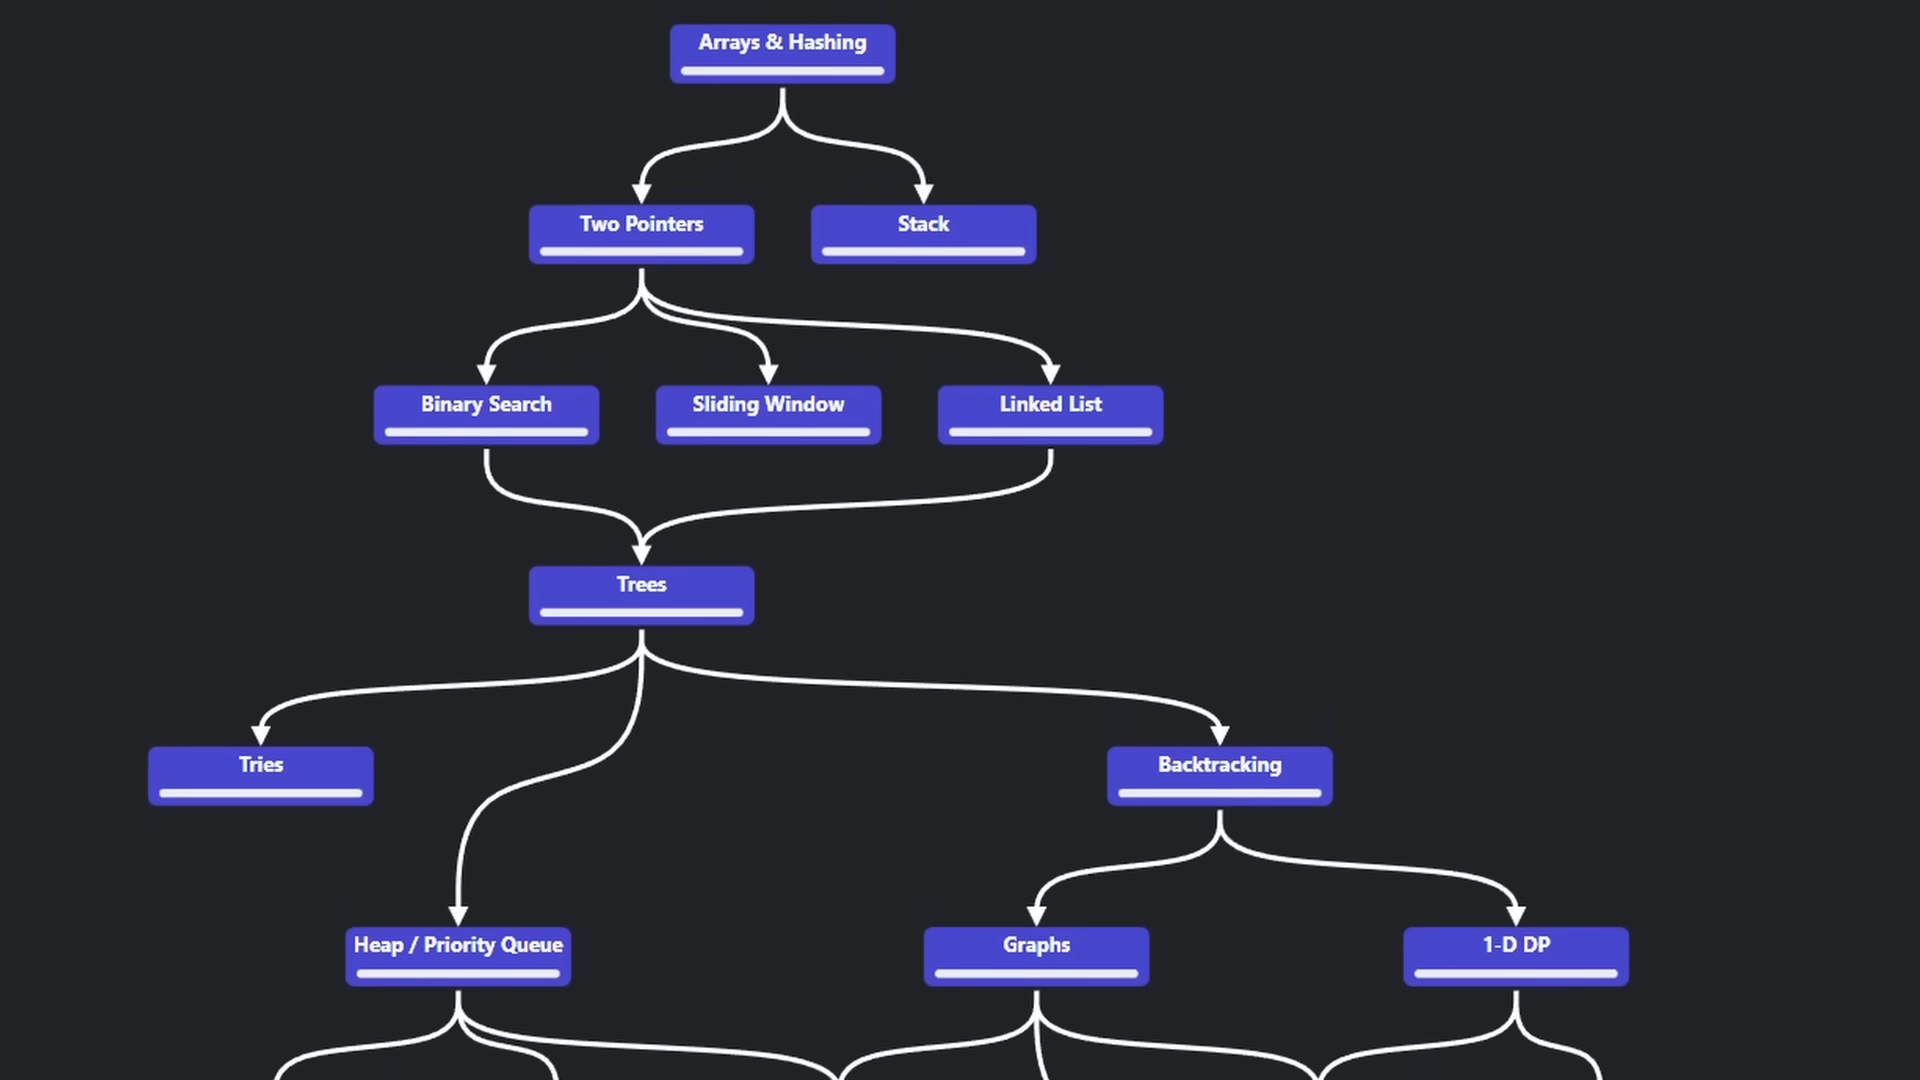 Arrays & Hashing
Two Pointers
Stack
Binary Search
Sliding Window
Linked List
Trees
Tries
Backtracking
Heap / Priority Queue
Graphs
1-D DP